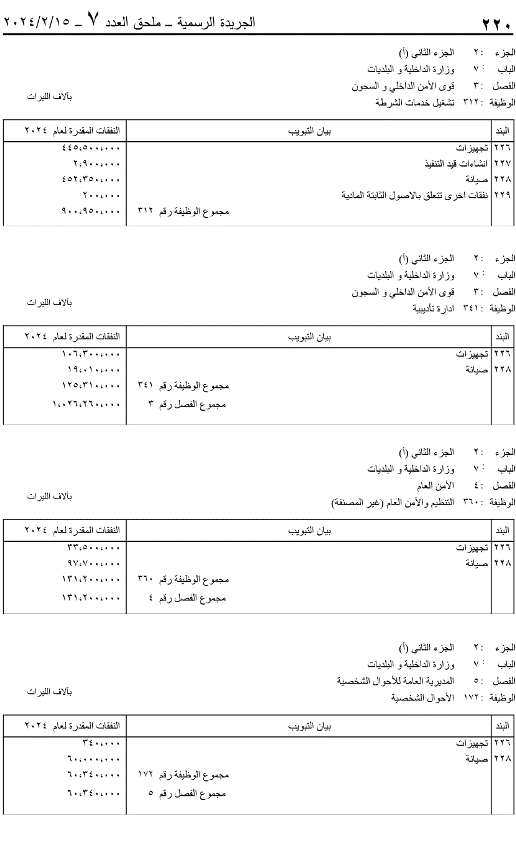 ٢٢٠
الجريدة الرسمية – ملحق العدد ٧ – ٢٠٢٤/٢/١٥
الجزء : ٢ الجزء الثاني (أ)
الباب : ٧ وزارة الداخلية و البلديات
الفصل : ٣ قوى الأمن الداخلي و السجون
الوظيفة : ٣١٢ تشغيل خدمات الشرطة
بآلاف الليرات
البند بيان التبويب النفقات المقدرة لعام ٢٠٢٤
٢٢٦ تجهيزات ٤٤٥،٥٠٠،٠٠٠
٢٢٧ انشاءات قيد التنفيذ ٢،٩٠٠،٠٠٠
٢٢٨ صيانة ٤٥٢،٣٥٠،٠٠٠
٢٢٩ نفقات اخرى تتعلق بالاصول الثابتة المادية ٢٠٠،٠٠٠
مجموع الوظيفة رقم ٣١٢ ٩٠٠،٩٥٠،٠٠٠
الجزء : ٢ الجزء الثاني (أ)
الباب : ٧ وزارة الداخلية و البلديات
الفصل : ٣ قوى الأمن الداخلي و السجون
الوظيفة : ٣٤١ ادارة تأديبية
بآلاف الليرات
البند بيان التبويب النفقات المقدرة لعام ٢٠٢٤
٢٢٦ تجهيزات ١٠٦،٣٠٠،٠٠٠
٢٢٨ صيانة ١٩،٠١٠،٠٠٠
مجموع الوظيفة رقم ٣٤١ ١٢٥،٣١٠،٠٠٠
مجموع الفصل رقم ٣ ١،٠٢٦،٢٦٠،٠٠٠
الجزء : ٢ الجزء الثاني (أ)
الباب : ٧ وزارة الداخلية و البلديات
الفصل : ٤ الأمن العام
الوظيفة : ٣٦٠ التنظيم والأمن العام (غير المصنفة)
بآلاف الليرات
البند بيان التبويب النفقات المقدرة لعام ٢٠٢٤
٢٢٦ تجهيزات ٣٣،٥٠٠،٠٠٠
٢٢٨ صيانة ٩٧،٧٠٠،٠٠٠
مجموع الوظيفة رقم ٣٦٠ ١٣١،٢٠٠،٠٠٠
مجموع الفصل رقم ٤ ١٣١،٢٠٠،٠٠٠
الجزء : ٢ الجزء الثاني (أ)
الباب : ٧ وزارة الداخلية و البلديات
الفصل : ٥ المديرية العامة للأحوال الشخصية
الوظيفة : ١٧٢ الأحوال الشخصية
بآلاف الليرات
البند بيان التبويب النفقات المقدرة لعام ٢٠٢٤
٢٢٦ تجهيزات ٣٤٠،٠٠٠
٢٢٨ صيانة ٦٠،٠٠٠،٠٠٠
مجموع الوظيفة رقم ١٧٢ ٦٠،٣٤٠،٠٠٠
مجموع الفصل رقم ٥ ٦٠،٣٤٠،٠٠٠